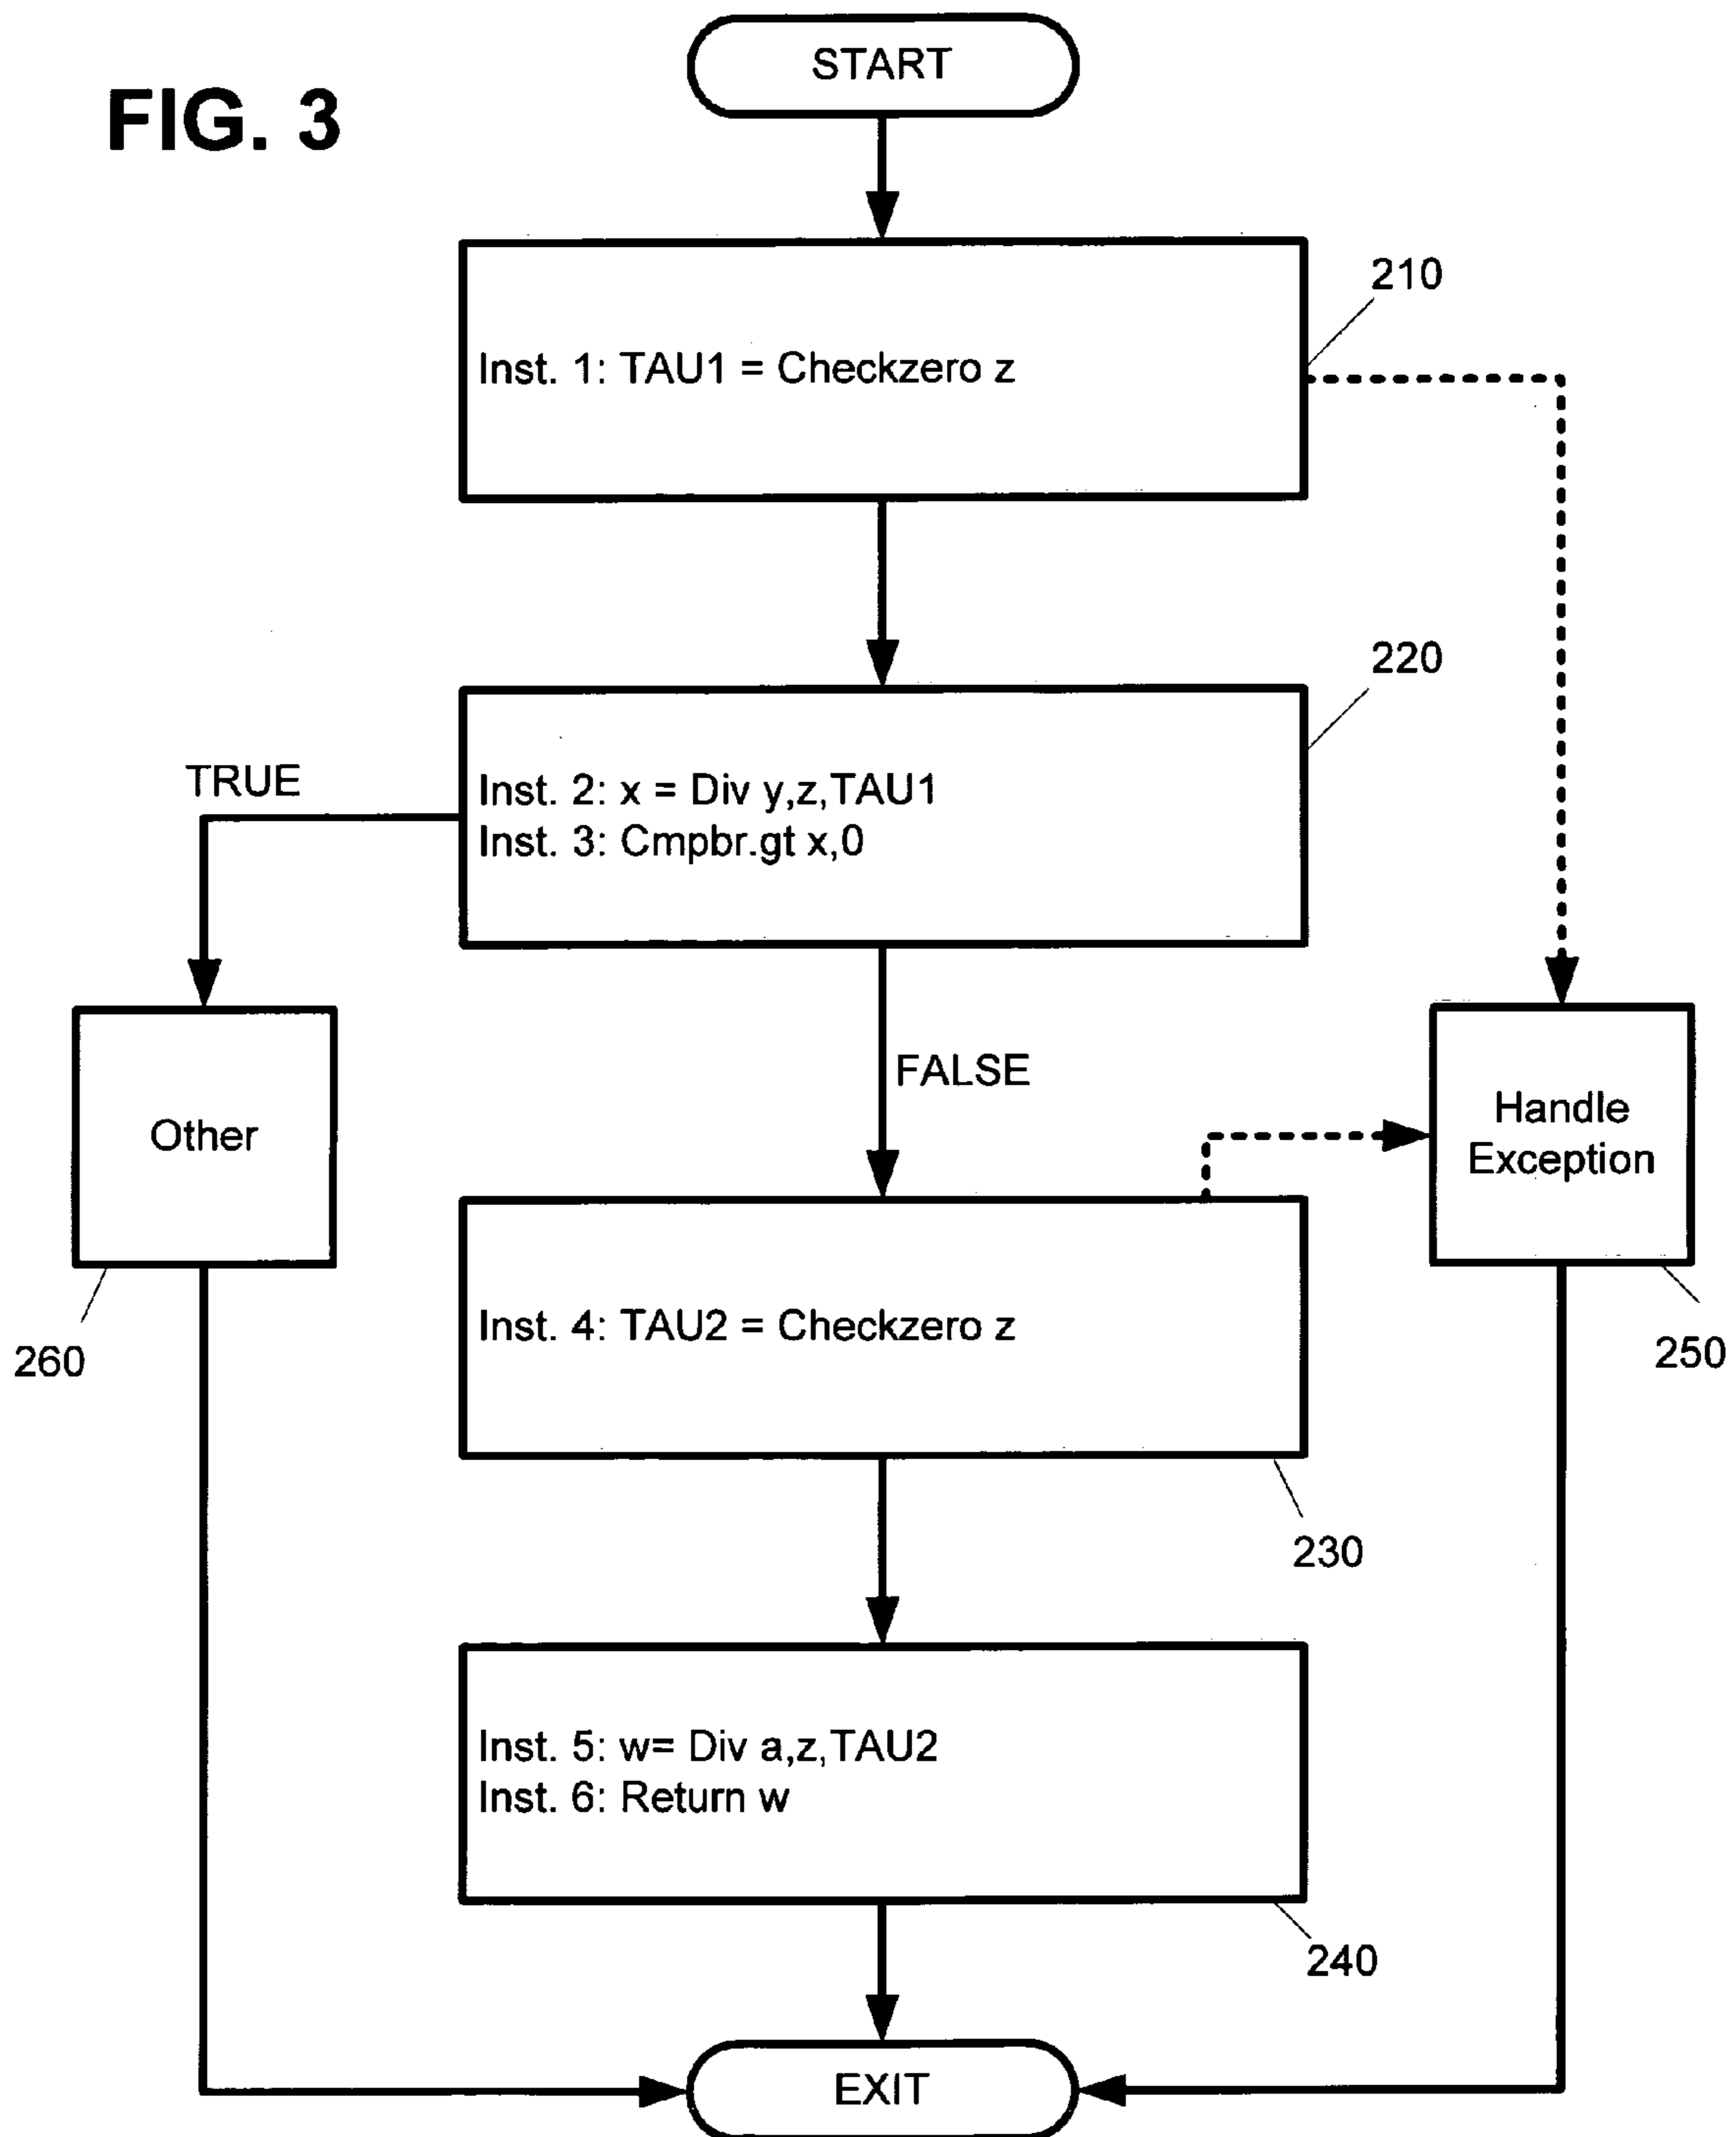 START
FIG. 3
210
Inst. 1: TAU1 = Checkzero z
220
TRUE
Inst. 2: x = Div y,z,TAU1
Inst. 3: Cmpbr.gt x,0
FALSE
Other
Handle
Exception
260
Inst. 4: TAU2 = Checkzero z
250
230
Inst. 5: w= Div a,z,TAU2
Inst. 6: Return w
240
EXIT